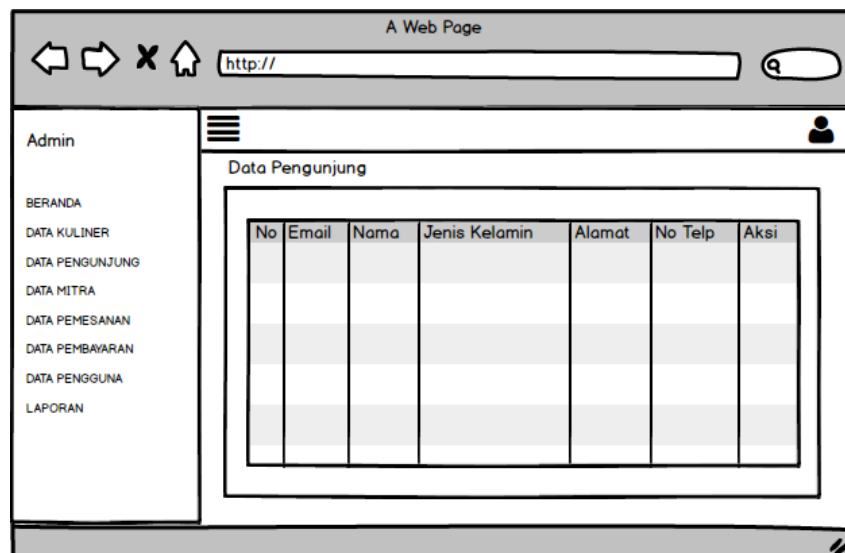 A Web Page
http://
Admin
BERANDA
DATA KULINER
DATA PENGUNJUNG
DATA MITRA
DATA PEMESANAN
DATA PEMBAYARAN
DATA PENGGUNA
LAPORAN
Data Pengunjung
No Email Nama Jenis Kelamin Alamat No Telp Aksi